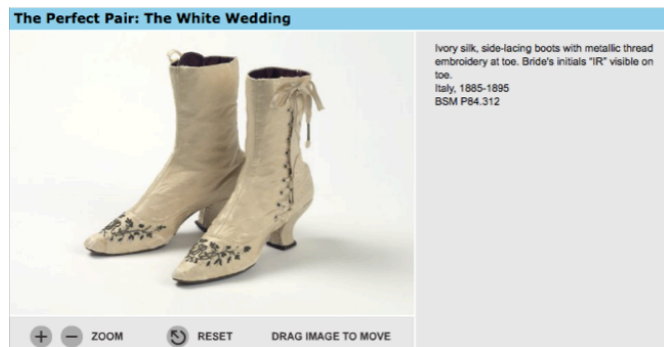 The Perfect Pair: The White Wedding
Ivory silk, side-lacing boots with metallic thread
embroidery at toe. Bride's initials "IR" visible on
toe.
Italy, 1885-1895
BSM P84.312
ZOOM
RESET
DRAG IMAGE TO MOVE